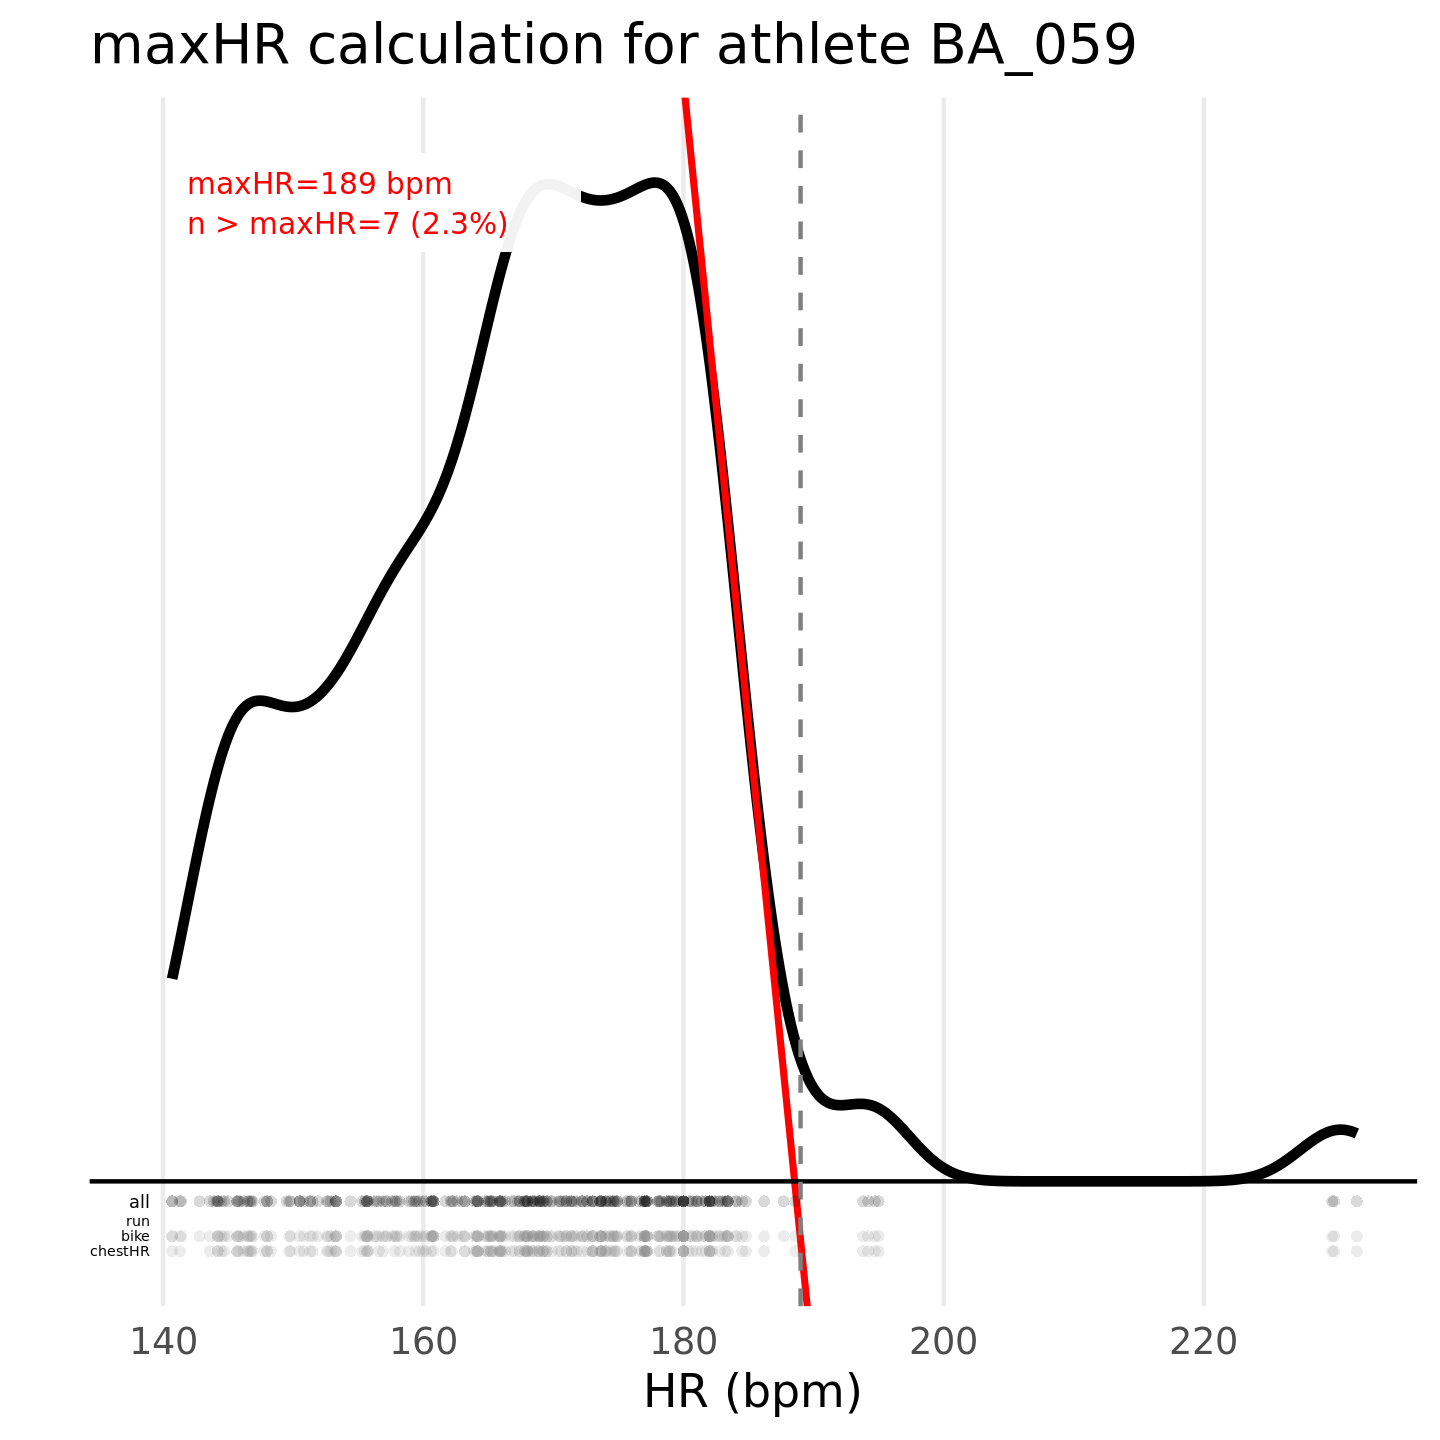 maxHR calculation for athlete BA_059
maxHR=189 bpm
n > maxHR=7 (2.3%)
all
run
bike
chestHR
140 160 180 200 220
HR (bpm)